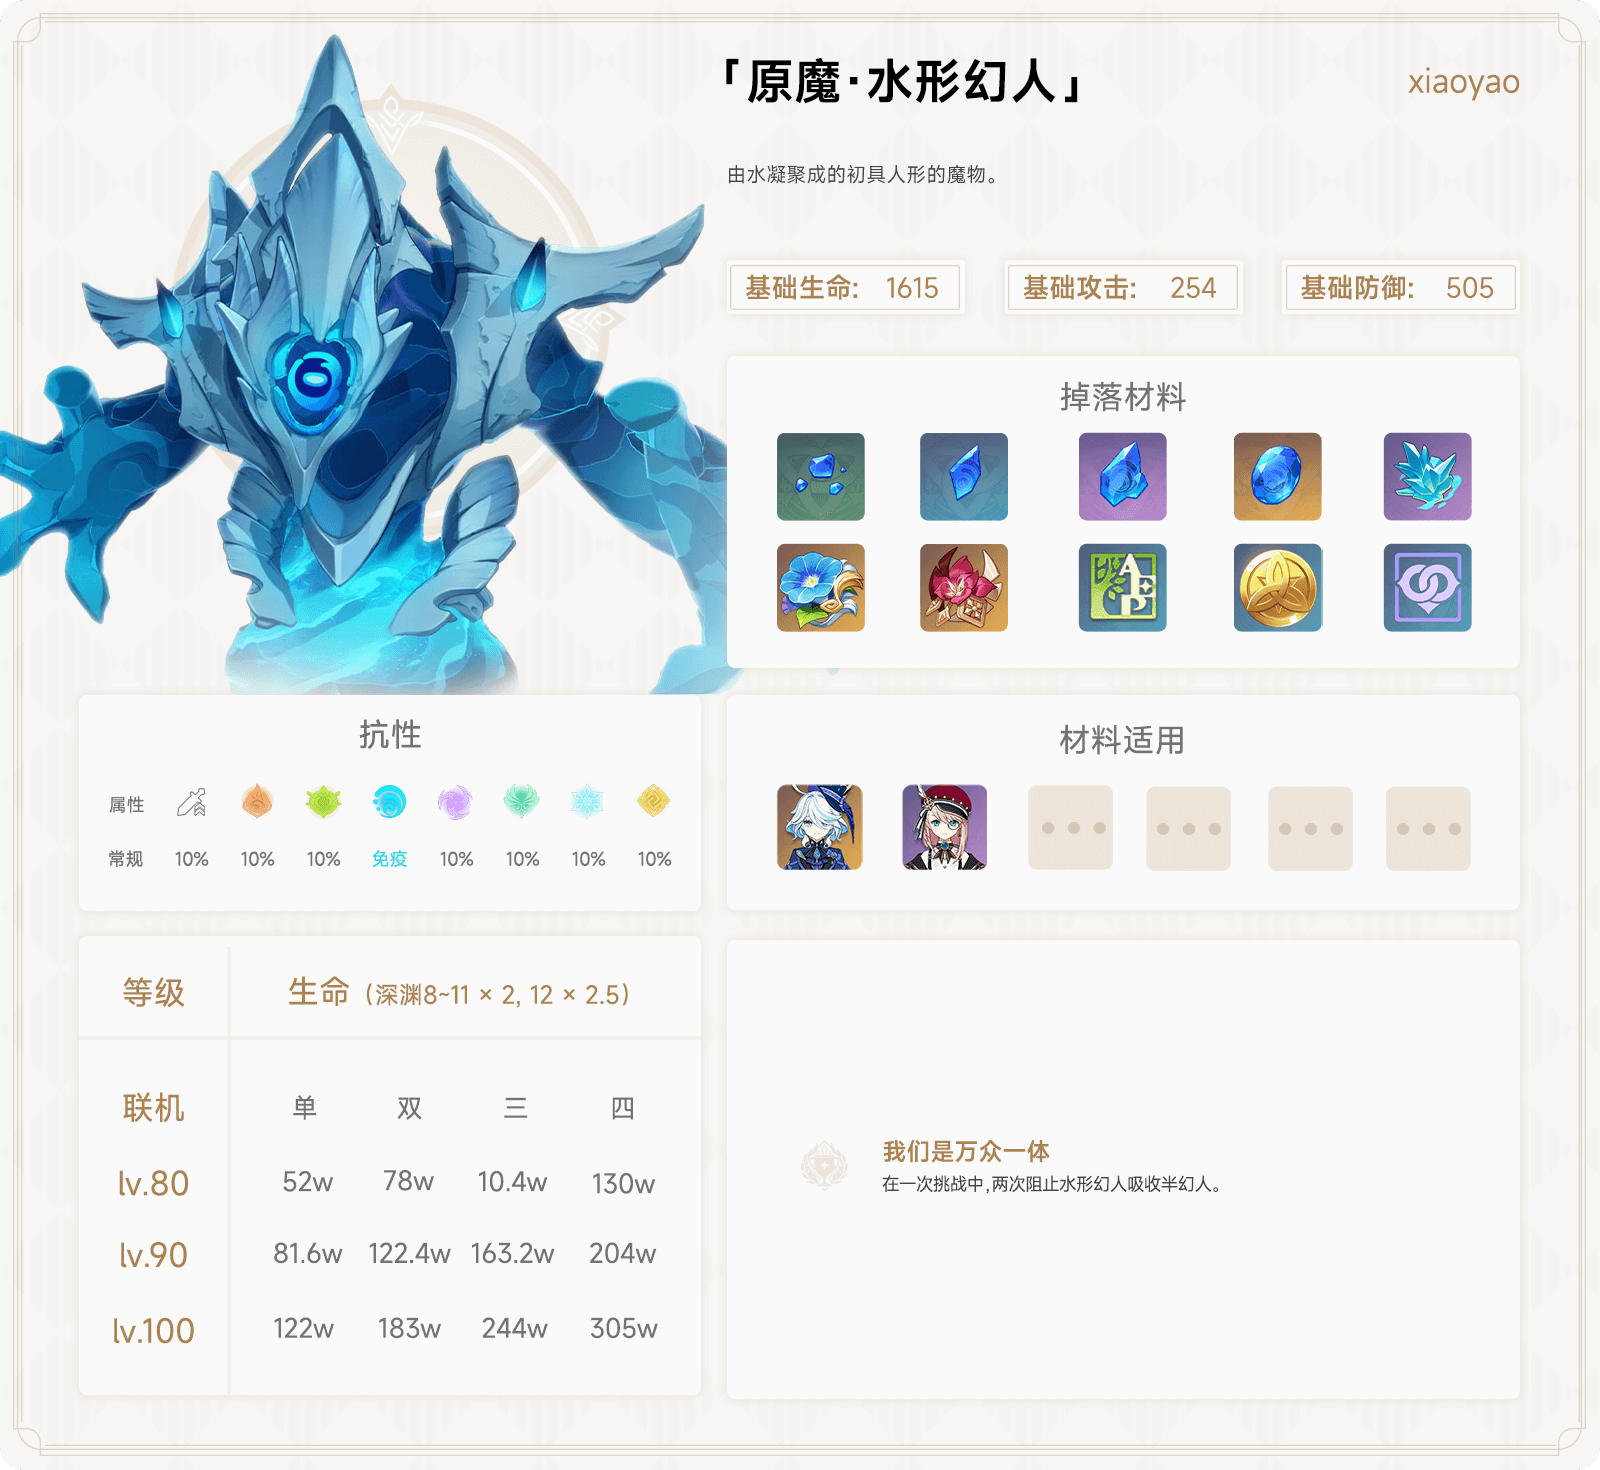 「原魔·水形幻人」
xiaoyao
由水凝聚成的初具人形的魔物。
基础生命: 1615
基础攻击: 254
基础防御: 505
掉落材料
AEP
抗性
属性
常规 10% 10% 10% 免疫 10% 10% 10% 10%
材料适用
等级 生命 (深渊8~11 × 2, 12 × 2.5)
联机 单 双 三 四
lv.80 52w 78w 10.4w 130w
lv.90 81.6w 122.4w 163.2w 204w
lv.100 122w 183w 244w 305w
我们是万众一体
在一次挑战中,两次阻止水形幻人吸收半幻人。